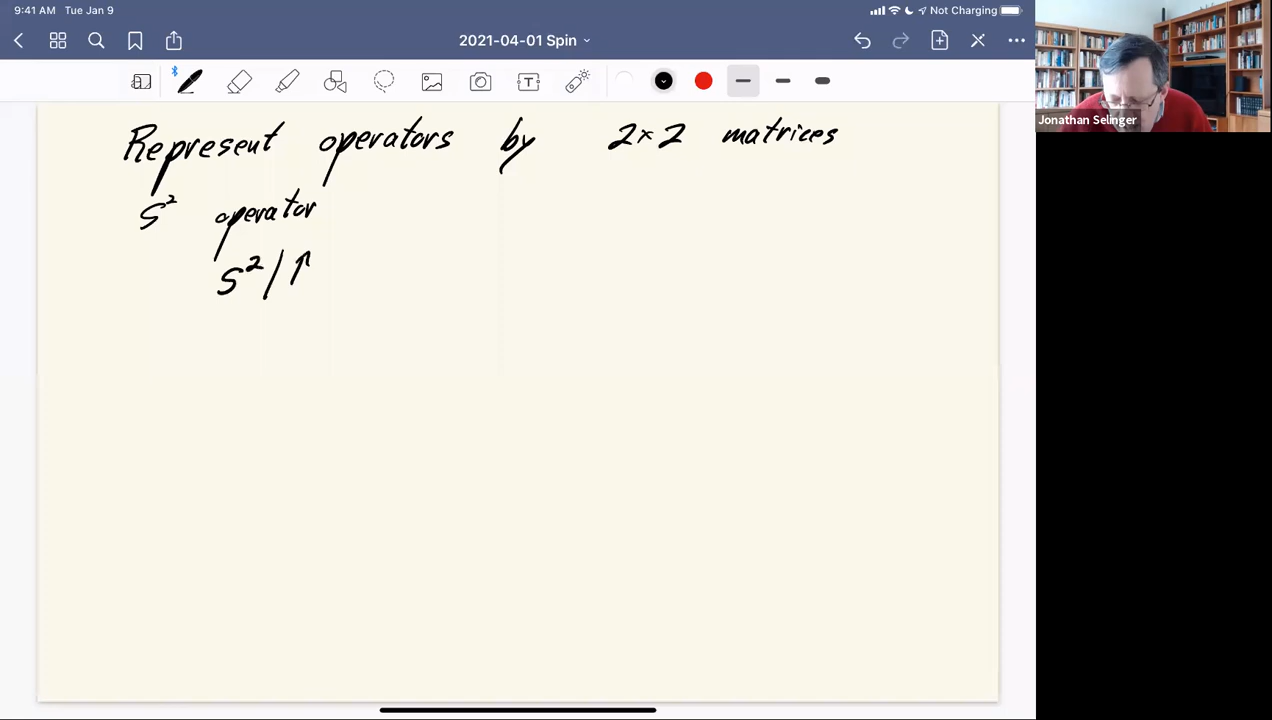 9:41 AM Tue Jan 9
Not Charging
2021-04-01 Spin
Jonathan Selinger
Represent operators by 2×2 matrices
S² operator
S²|↑